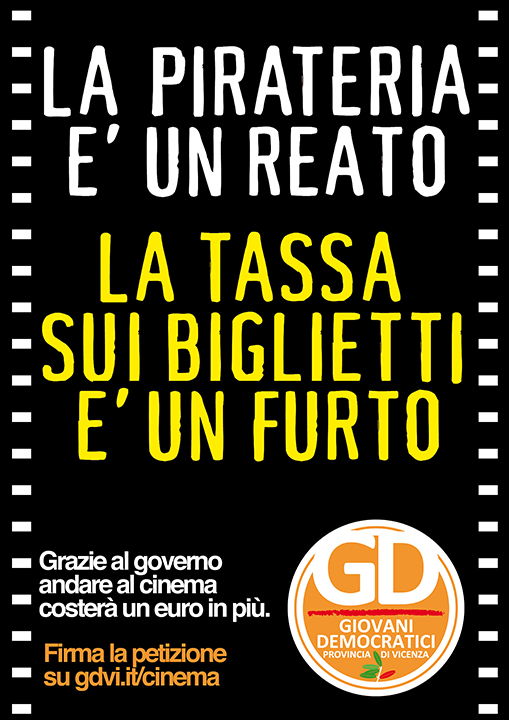 LA PIRATERIA
E' UN REATO
LA TASSA
SUI BIGLIETTI
E' UN FURTO
Grazie al governo
andare al cinema
costerà un euro in più.
Firma la petizione
su gdvi.it/cinema
GD
GIOVANI
DEMOCRATICI
PROVINCIA DI VICENZA